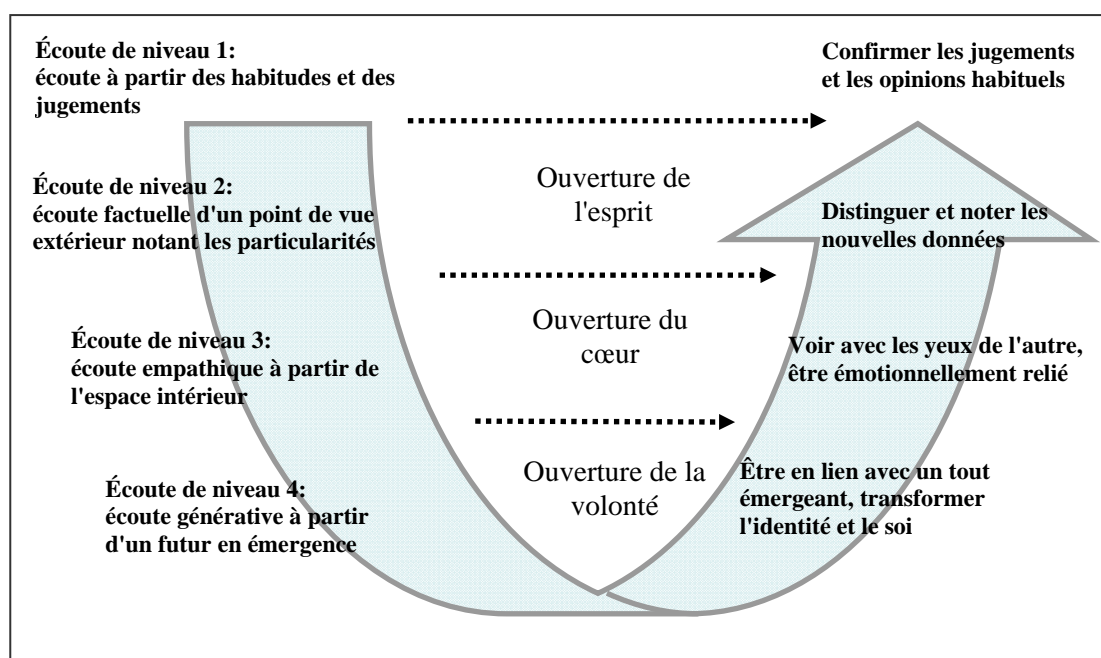 Écoute de niveau 1:
écoute à partir des habitudes et des
jugements
Confirmer les jugements
et les opinions habituels
Ouverture de
l'esprit
Écoute de niveau 2:
écoute factuelle d'un point de vue
extérieur notant les particularités
Distinguer et noter les
nouvelles données
Ouverture du
cœur
Écoute de niveau 3:
écoute empathique à partir de
l'espace intérieur
Voir avec les yeux de l'autre,
être émotionnellement relié
Ouverture de la
volonté
Écoute de niveau 4:
écoute générative à partir
d'un futur en émergence
Être en lien avec un tout
émergeant, transformer
l'identité et le soi